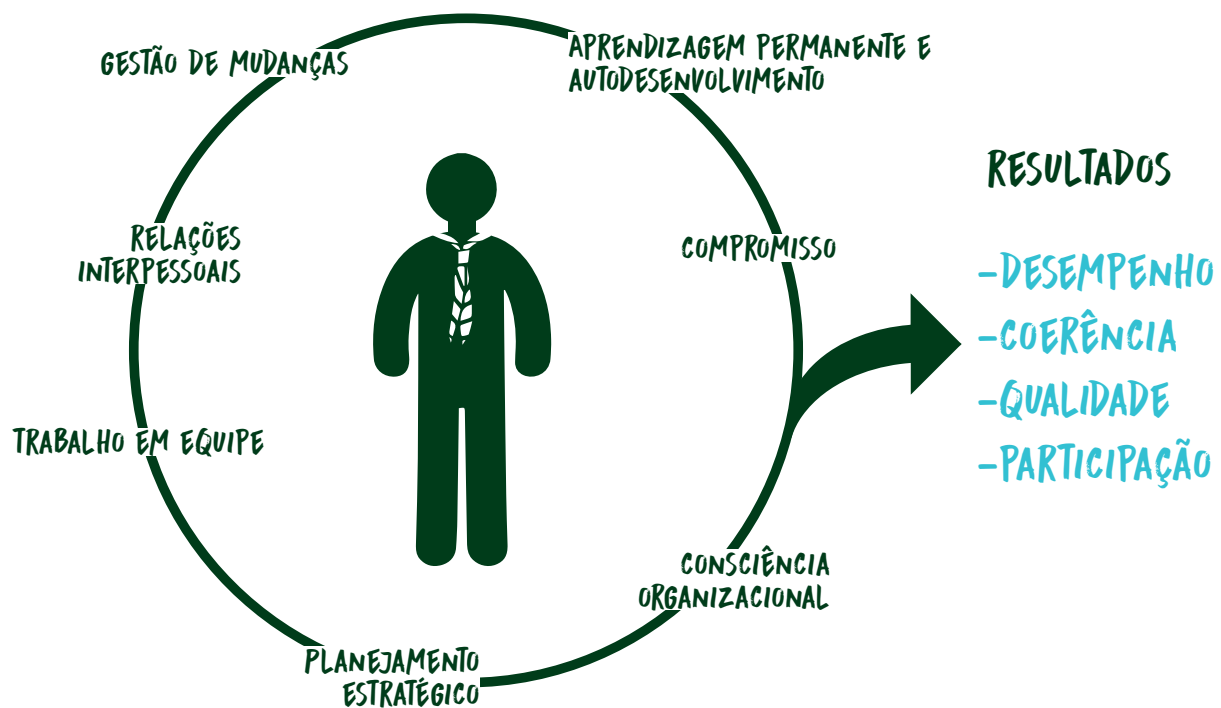 GESTÃO DE MUDANÇAS
APRENDIZAGEM PERMANENTE E
AUTODESENVOLVIMENTO
RELAÇÕES
INTERPESSOAIS
COMPROMISSO
TRABALHO EM EQUIPE
CONSCIÊNCIA
ORGANIZACIONAL
PLANEJAMENTO
ESTRATÉGICO
RESULTADOS
-DESEMPENHO
-COERÊNCIA
-QUALIDADE
-PARTICIPAÇÃO